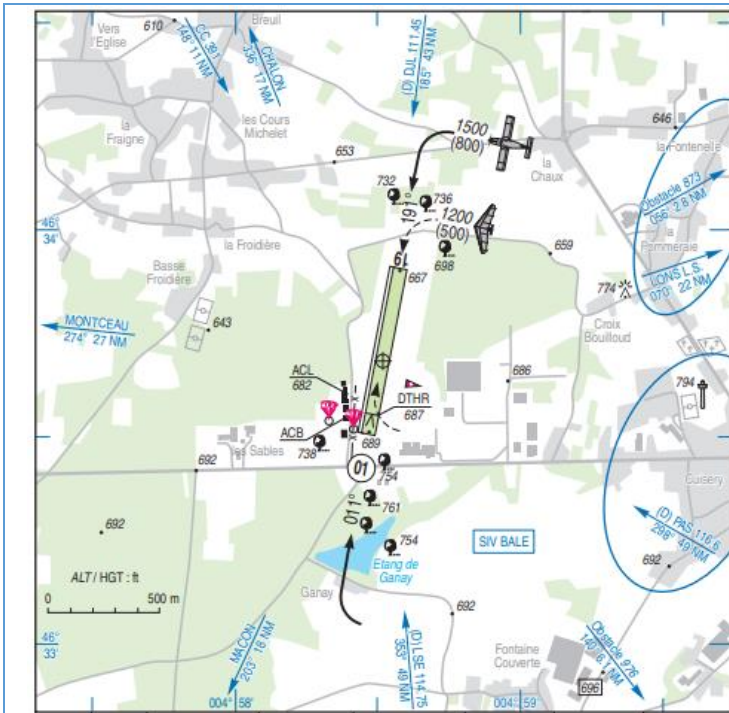 610
Breuil
Vers
l'Eglise
CC 391
148° 11 NM
CHALON
336° 17 NM
(D) DJL 111.45
185° 43 NM
la
Fraigne
les Cours
Michelet
1500
(800)
646
la Fontenelle
653
la
Chaux
732
736
191°
Obstacle 873
056° 2.8 NM
1200
(500)
46°
34'
la Froidière
698
659
la
Pommeraie
19
667
LONS L.S.
070° 22 NM
Basse
Froidière
774
MONTCEAU
274° 27 NM
643
Croix
Bouilloud
ACL
682
686
794
DTHR
687
ACB
689
les Sables
738
692
01
754
Cuisery
761
011°
692
754
(D) PAS 116.6
298° 49 NM
SIV BALE
Etang de
Ganay
692
ALT / HGT : ft
0
500 m
Ganay
692
46°
33'
MACON
203° 18 NM
(D) LSE 114.75
353° 49 NM
Fontaine
Couverte
Obstacle 976
140° 6.1 NM
696
004° 58'
004° 59'